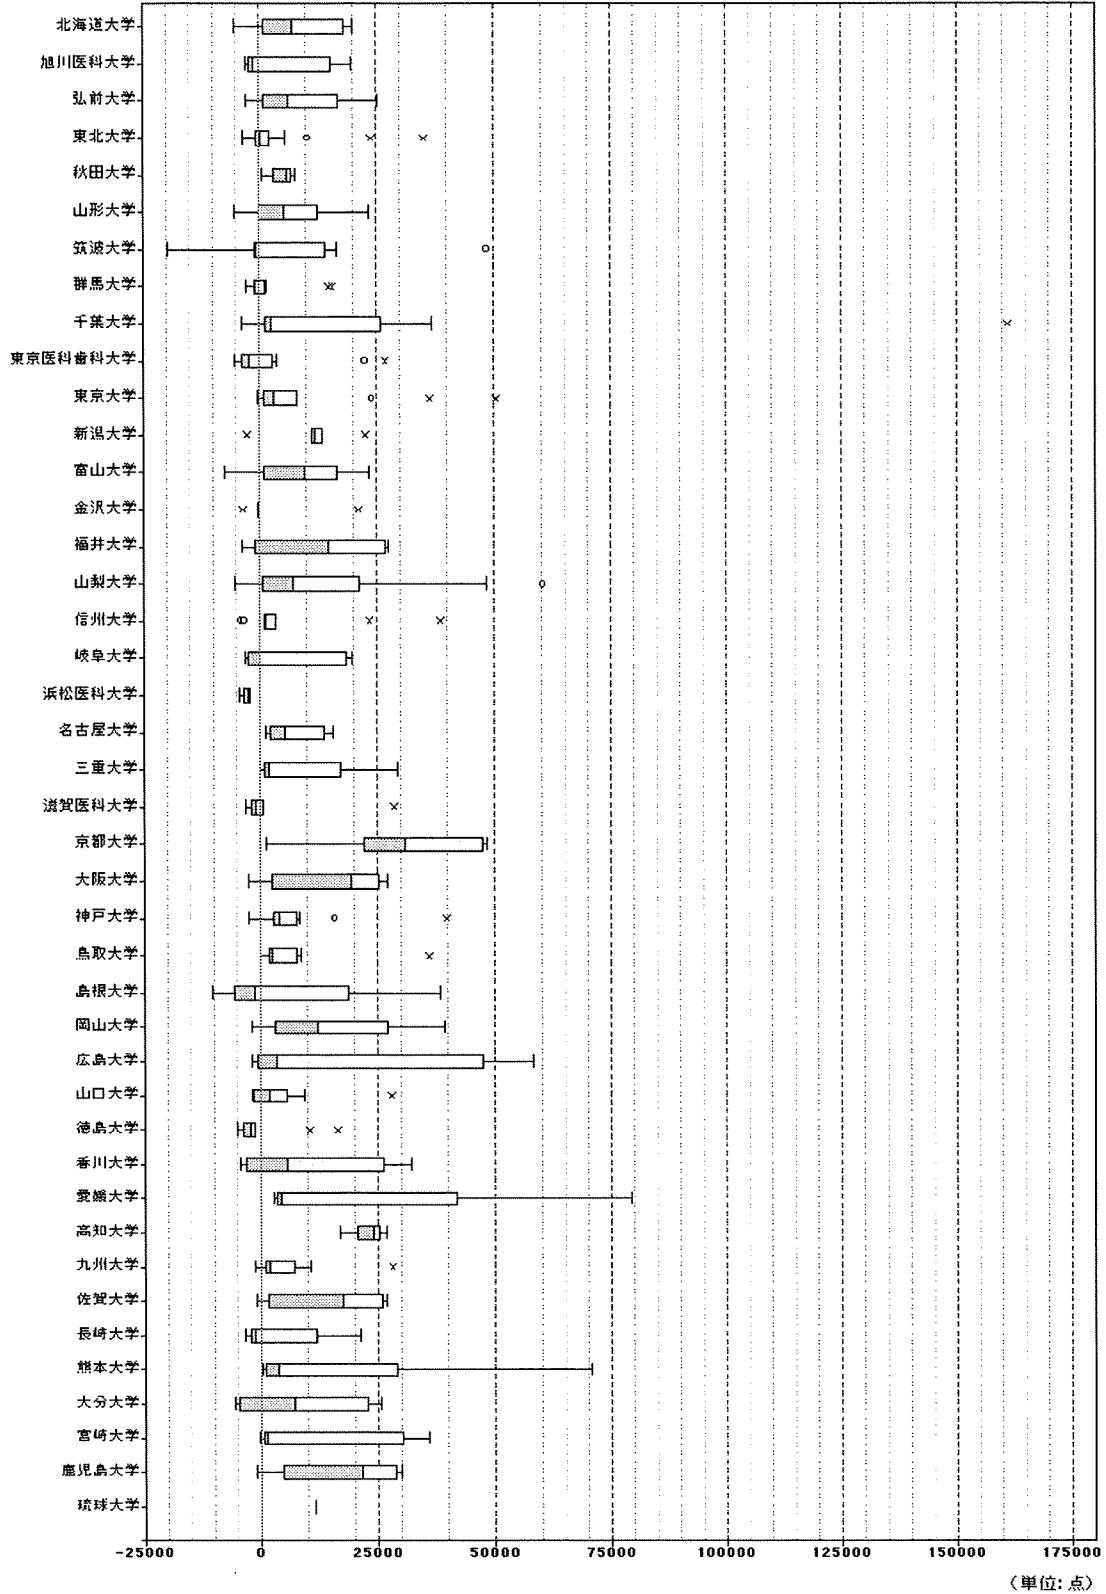 北海道大学
旭川医科大学
弘前大学
東北大学
秋田大学
山形大学
筑波大学
群馬大学
千葉大学
東京医科歯科大学
東京大学
新潟大学
富山大学
金沢大学
福井大学
山梨大学
信州大学
岐阜大学
浜松医科大学
名古屋大学
三重大学
滋賀医科大学
京都大学
大阪大学
神戸大学
鳥取大学
島根大学
岡山大学
広島大学
山口大学
徳島大学
香川大学
愛媛大学
高知大学
九州大学
佐賀大学
長崎大学
熊本大学
大分大学
宮崎大学
鹿児島大学
琉球大学
-25000 0 25000 50000 75000 100000 125000 150000 175000
(単位:点)